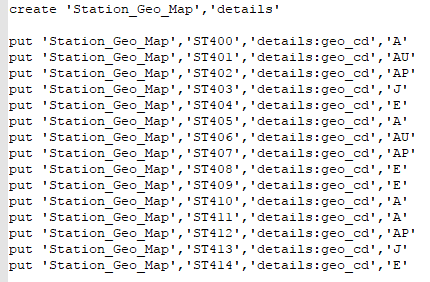 create 'Station_Geo_Map','details'
put 'Station_Geo_Map','ST400','details:geo_cd','A'
put 'Station_Geo_Map','ST401','details:geo_cd','AU'
put 'Station_Geo_Map','ST402','details:geo_cd','AP'
put 'Station_Geo_Map','ST403','details:geo_cd','J'
put 'Station_Geo_Map','ST404','details:geo_cd','E'
put 'Station_Geo_Map','ST405','details:geo_cd','A'
put 'Station_Geo_Map','ST406','details:geo_cd','AU'
put 'Station_Geo_Map','ST407','details:geo_cd','AP'
put 'Station_Geo_Map','ST408','details:geo_cd','E'
put 'Station_Geo_Map','ST409','details:geo_cd','E'
put 'Station_Geo_Map','ST410','details:geo_cd','A'
put 'Station_Geo_Map','ST411','details:geo_cd','A'
put 'Station_Geo_Map','ST412','details:geo_cd','AP'
put 'Station_Geo_Map','ST413','details:geo_cd','J'
put 'Station_Geo_Map','ST414','details:geo_cd','E'